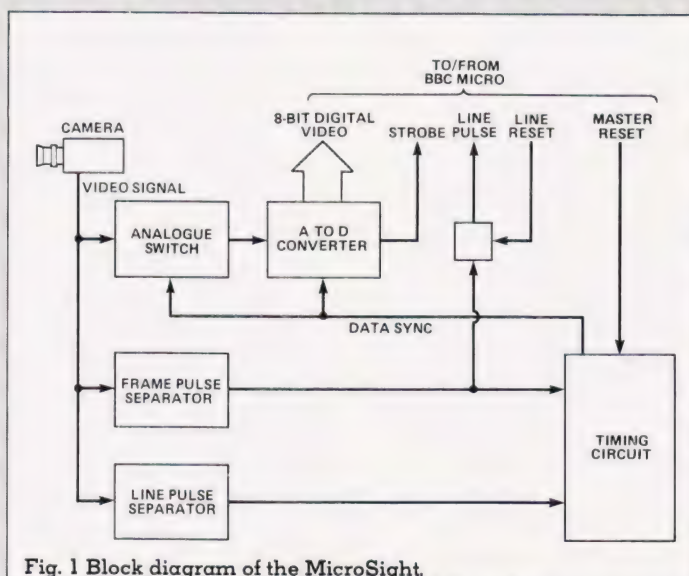 TO/FROM
BBC MICRO
CAMERA
8-BIT DIGITAL
VIDEO
STROBE
LINE
PULSE
LINE
RESET
MASTER
RESET
VIDEO SIGNAL
ANALOGUE
SWITCH
A TO D
CONVERTER
DATA SYNC
FRAME PULSE
SEPARATOR
TIMING
CIRCUIT
LINE PULSE
SEPARATOR
Fig. 1 Block diagram of the MicroSight.